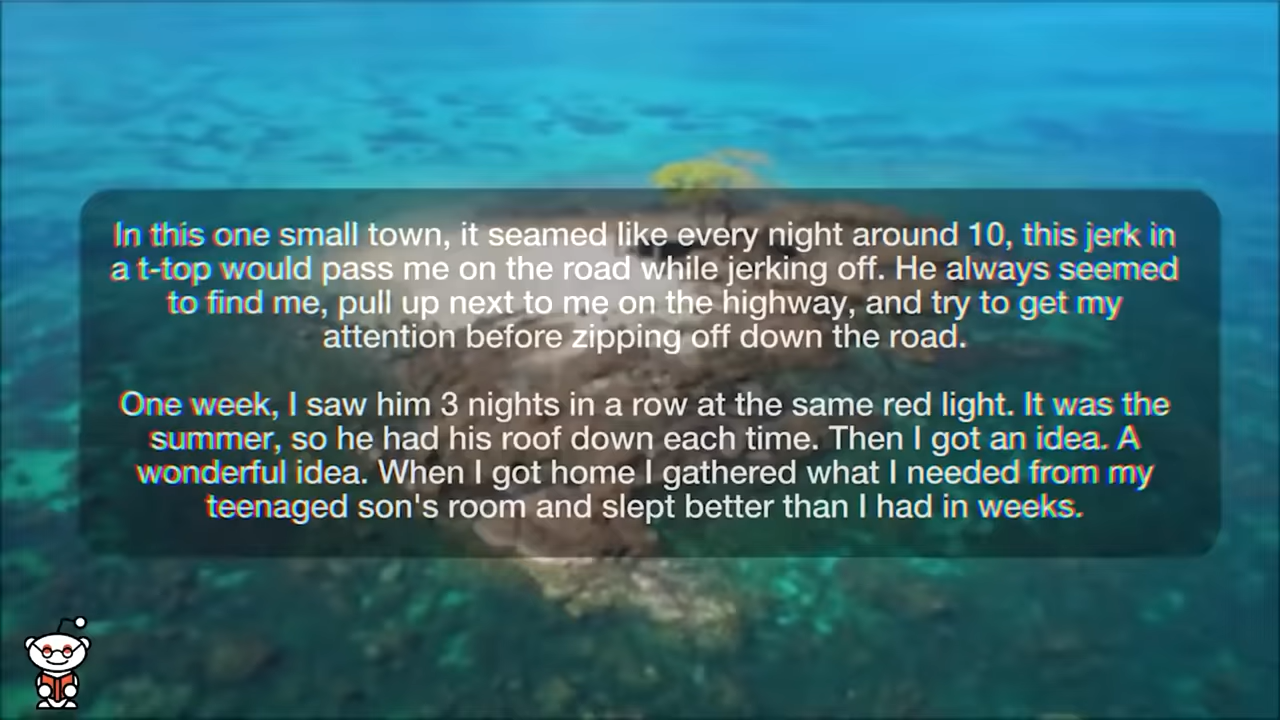 In this one small town, it seamed like every night around 10, this jerk in
a t-top would pass me on the road while jerking off. He always seemed
to find me, pull up next to me on the highway, and try to get my
attention before zipping off down the road.
One week, I saw him 3 nights in a row at the same red light. It was the
summer, so he had his roof down each time. Then I got an idea. A
wonderful idea. When I got home I gathered what I needed from my
teenaged son's room and slept better than I had in weeks.